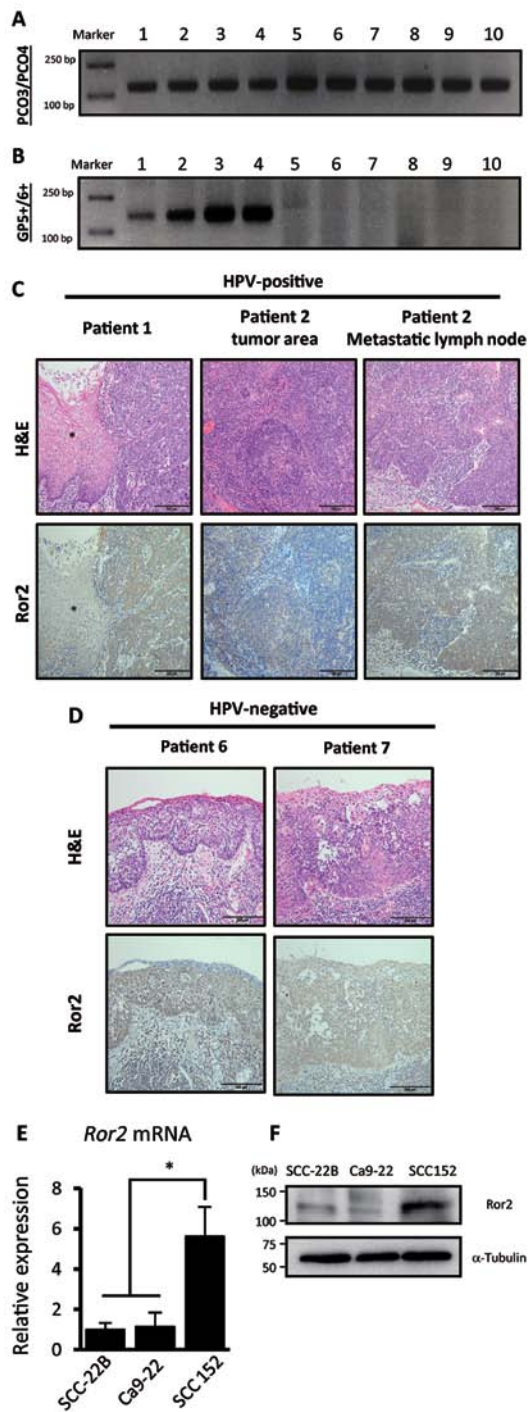 A
Marker 1 2 3 4 5 6 7 8 9 10
PCO3/PCO4
250 bp
100 bp
B
Marker 1 2 3 4 5 6 7 8 9 10
GP5+/6+
250 bp
100 bp
C
HPV-positive
Patient 1
Patient 2
tumor area
Patient 2
Metastatic lymph node
H&E
Ror2
D
HPV-negative
Patient 6
Patient 7
H&E
Ror2
E
Ror2 mRNA
*
Relative expression
8
6
4
2
0
SCC-22B
Ca9-22
SCC152
F
(kDa) SCC-22B Ca9-22 SCC152
150
100
Ror2
75
50
α-Tubulin